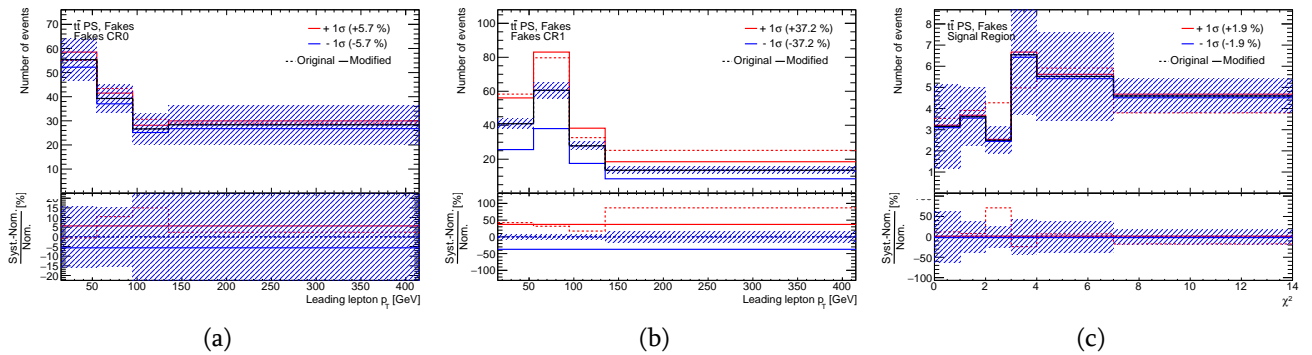 Number of events
70
60
50
40
30
20
10
tt̄ PS, Fakes
Fakes CR0
+ 1σ (+5.7 %)
- 1σ (-5.7 %)
Original Modified
Syst.-Nom. / Nom. [%]
20
15
10
5
0
−5
−10
−15
−20
50 100 150 200 250 300 350 400
Leading lepton p_T [GeV]
(a)
Number of events
100
80
60
40
20
tt̄ PS, Fakes
Fakes CR1
+ 1σ (+37.2 %)
- 1σ (-37.2 %)
Original Modified
Syst.-Nom. / Nom. [%]
100
50
0
−50
−100
50 100 150 200 250 300 350 400
Leading lepton p_T [GeV]
(b)
Number of events
8
7
6
5
4
3
2
1
tt̄ PS, Fakes
Signal Region
+ 1σ (+1.9 %)
- 1σ (-1.9 %)
Original Modified
Syst.-Nom. / Nom. [%]
50
0
−50
−100
0 2 4 6 8 10 12 14
χ²
(c)